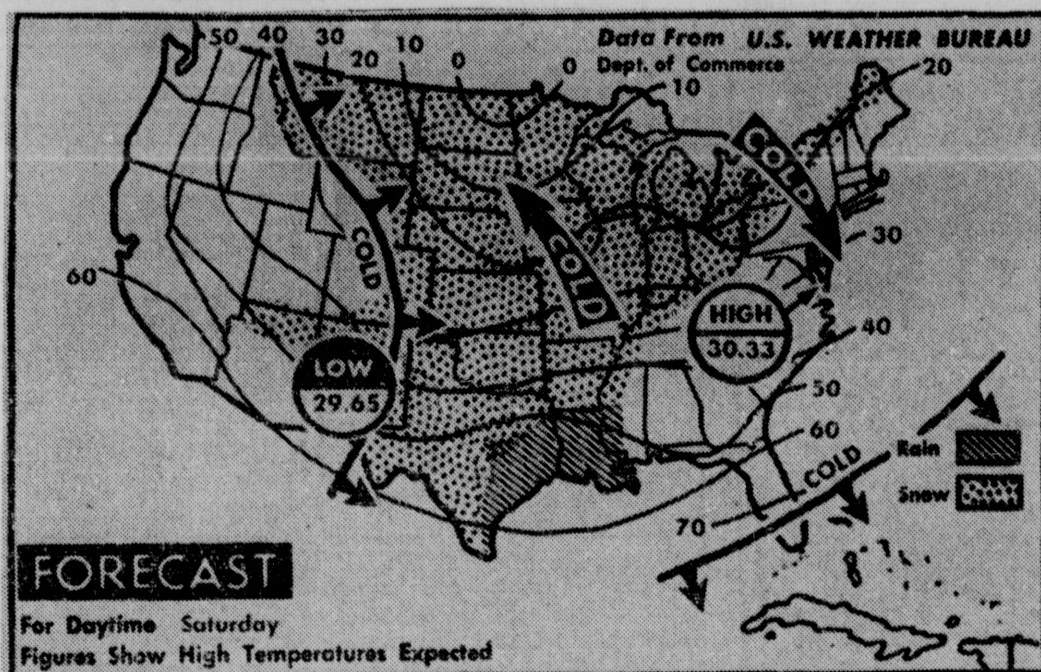 Data From U.S. WEATHER BUREAU
Dept. of Commerce
50 40 30 20 10 0 0 10 20
COLD
30
COLD
COLD
60
HIGH
30.33
LOW
29.65
40
50
60
COLD
70
Rain
Snow
FORECAST
For Daytime Saturday
Figures Show High Temperatures Expected